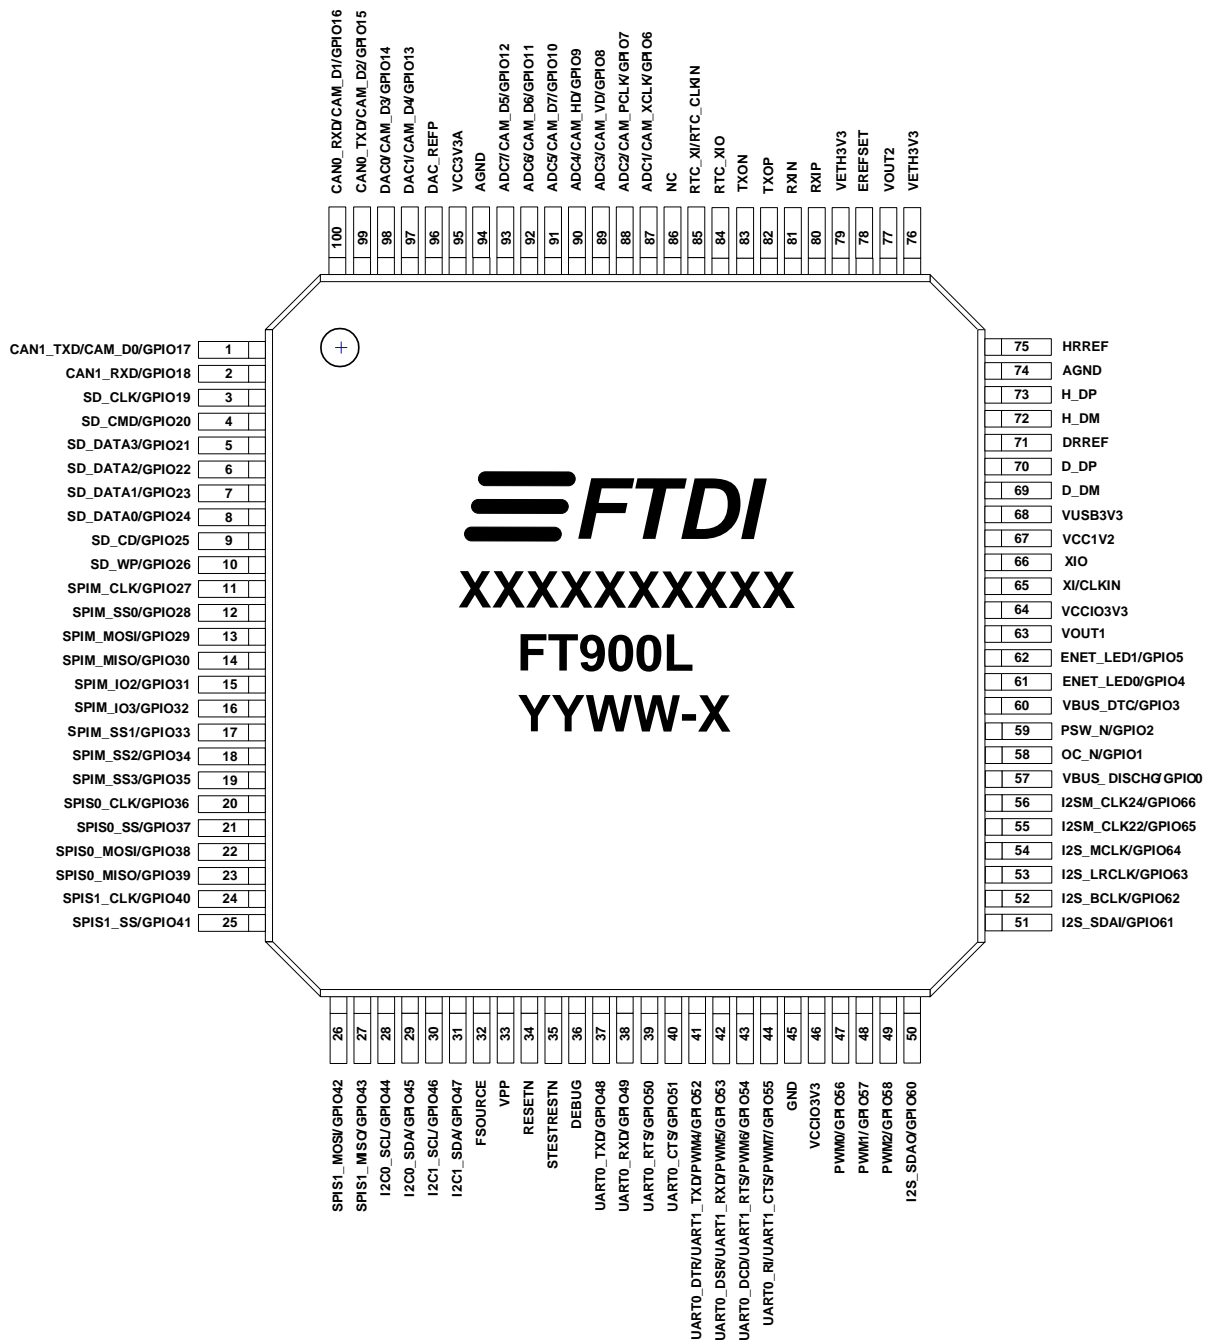 CAN0_RXD/CAM_D1/GPIO16
CAN0_TXD/CAM_D2/GPIO15
DAC0/CAM_D3/GPIO14
DAC1/CAM_D4/GPIO13
DAC_REFP
VCC3V3A
AGND
ADC7/CAM_D5/GPIO12
ADC6/CAM_D6/GPIO11
ADC5/CAM_D7/GPIO10
ADC4/CAM_HD/GPIO9
ADC3/CAM_VD/GPIO8
ADC2/CAM_PCLK/GPIO7
ADC1/CAM_XCLK/GPIO6
NC
RTC_XI/RTC_CLKIN
RTC_XIO
TXON
TXOP
RXIN
RXIP
VETH3V3
EREFSET
VOUT2
VETH3V3
100 99 98 97 96 95 94 93 92 91 90 89 88 87 86 85 84 83 82 81 80 79 78 77 76
CAN1_TXD/CAM_D0/GPIO17 1
CAN1_RXD/GPIO18 2
SD_CLK/GPIO19 3
SD_CMD/GPIO20 4
SD_DATA3/GPIO21 5
SD_DATA2/GPIO22 6
SD_DATA1/GPIO23 7
SD_DATA0/GPIO24 8
SD_CD/GPIO25 9
SD_WP/GPIO26 10
SPIM_CLK/GPIO27 11
SPIM_SS0/GPIO28 12
SPIM_MOSI/GPIO29 13
SPIM_MISO/GPIO30 14
SPIM_IO2/GPIO31 15
SPIM_IO3/GPIO32 16
SPIM_SS1/GPIO33 17
SPIM_SS2/GPIO34 18
SPIM_SS3/GPIO35 19
SPIS0_CLK/GPIO36 20
SPIS0_SS/GPIO37 21
SPIS0_MOSI/GPIO38 22
SPIS0_MISO/GPIO39 23
SPIS1_CLK/GPIO40 24
SPIS1_SS/GPIO41 25
FTDI
XXXXXXXXXX
FT900L
YYWW-X
75 HRREF
74 AGND
73 H_DP
72 H_DM
71 DRREF
70 D_DP
69 D_DM
68 VUSB3V3
67 VCC1V2
66 XIO
65 XI/CLKIN
64 VCCIO3V3
63 VOUT1
62 ENET_LED1/GPIO5
61 ENET_LED0/GPIO4
60 VBUS_DTC/GPIO3
59 PSW_N/GPIO2
58 OC_N/GPIO1
57 VBUS_DISCHG/GPIO0
56 I2SM_CLK24/GPIO66
55 I2SM_CLK22/GPIO65
54 I2S_MCLK/GPIO64
53 I2S_LRCLK/GPIO63
52 I2S_BCLK/GPIO62
51 I2S_SDAI/GPIO61
26 27 28 29 30 31 32 33 34 35 36 37 38 39 40 41 42 43 44 45 46 47 48 49 50
SPIS1_MOSI/GPIO42
SPIS1_MISO/GPIO43
I2C0_SCL/GPIO44
I2C0_SDA/GPIO45
I2C1_SCL/GPIO46
I2C1_SDA/GPIO47
FSOURCE
VPP
RESETN
STESTRESTN
DEBUG
UART0_TXD/GPIO48
UART0_RXD/GPIO49
UART0_RTS/GPIO50
UART0_CTS/GPIO51
UART0_DTR/UART1_TXD/PWM4/GPIO52
UART0_DSR/UART1_RXD/PWM5/GPIO53
UART0_DCD/UART1_RTS/PWM6/GPIO54
UART0_RI/UART1_CTS/PWM7/GPIO55
GND
VCCIO3V3
PWM0/GPIO56
PWM1/GPIO57
PWM2/GPIO58
I2S_SDAO/GPIO60